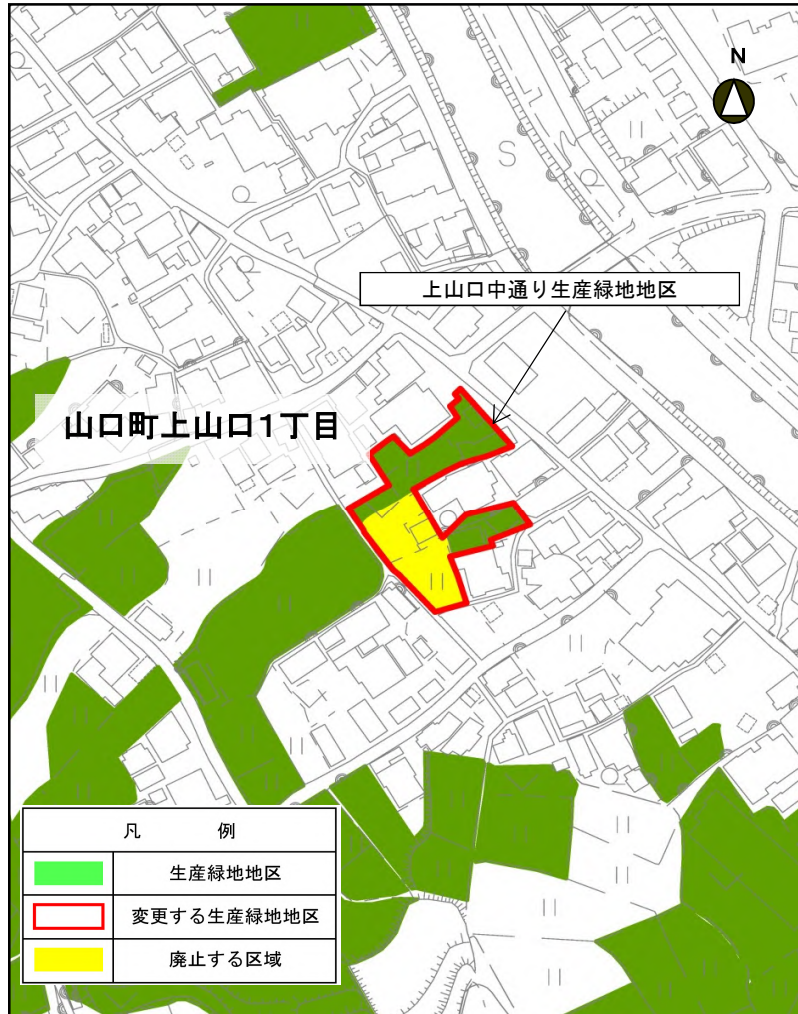 N
S
上山口中通り生産緑地地区
山口町上山口1丁目
凡 例
生産緑地地区
変更する生産緑地地区
廃止する区域